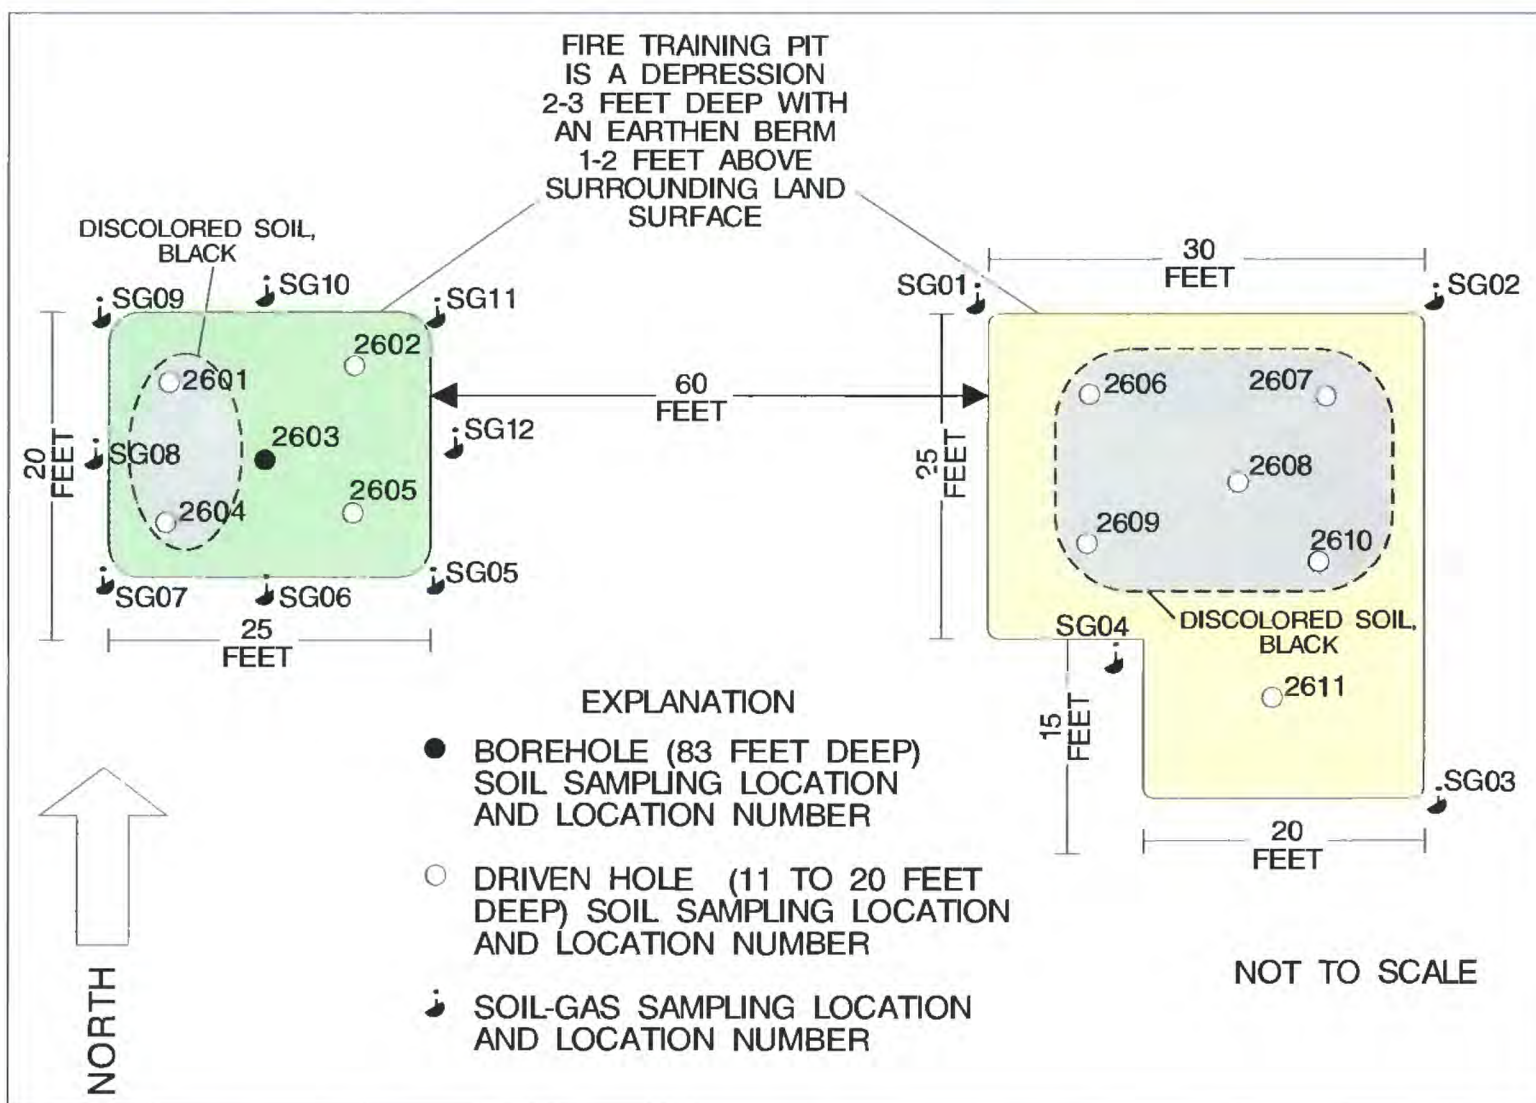 FIRE TRAINING PIT
IS A DEPRESSION
2-3 FEET DEEP WITH
AN EARTHEN BERM
1-2 FEET ABOVE
SURROUNDING LAND
SURFACE
DISCOLORED SOIL,
BLACK
SG09
SG10
SG11
2602
2601
2603
SG08
SG12
2605
2604
SG07
SG06
SG05
20
FEET
25
FEET
60
FEET
30
FEET
SG01
SG02
2606
2607
2608
2609
2610
25
FEET
SG04
DISCOLORED SOIL,
BLACK
2611
15
FEET
SG03
20
FEET
EXPLANATION
BOREHOLE (83 FEET DEEP)
SOIL SAMPLING LOCATION
AND LOCATION NUMBER
DRIVEN HOLE (11 TO 20 FEET
DEEP) SOIL SAMPLING LOCATION
AND LOCATION NUMBER
SOIL-GAS SAMPLING LOCATION
AND LOCATION NUMBER
NORTH
NOT TO SCALE